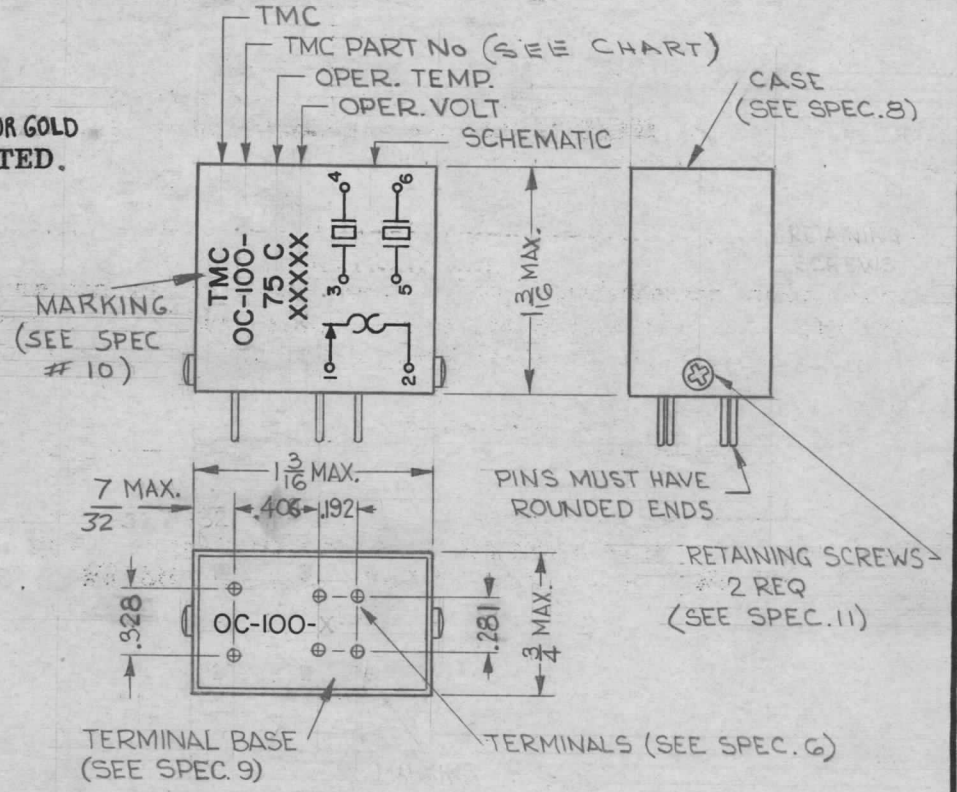 TMC
TMC PART No (SEE CHART)
OPER. TEMP.
OPER. VOLT
SCHEMATIC
CASE
(SEE SPEC. 8)
OR GOLD
TED.
TMC
OC-100-
75 C
XXXXX
4
6
3
5
1
2
MARKING
(SEE SPEC
# 10)
1 3/16 MAX.
RETAINING
SCREWS
PINS MUST HAVE
ROUNDED ENDS
1 3/16 MAX.
7/32 MAX.
.406
.192
RETAINING SCREWS
2 REQ
(SEE SPEC. 11)
.328
OC-100-X
.281
3/4 MAX.
TERMINAL BASE
(SEE SPEC. 9)
TERMINALS (SEE SPEC. 6)